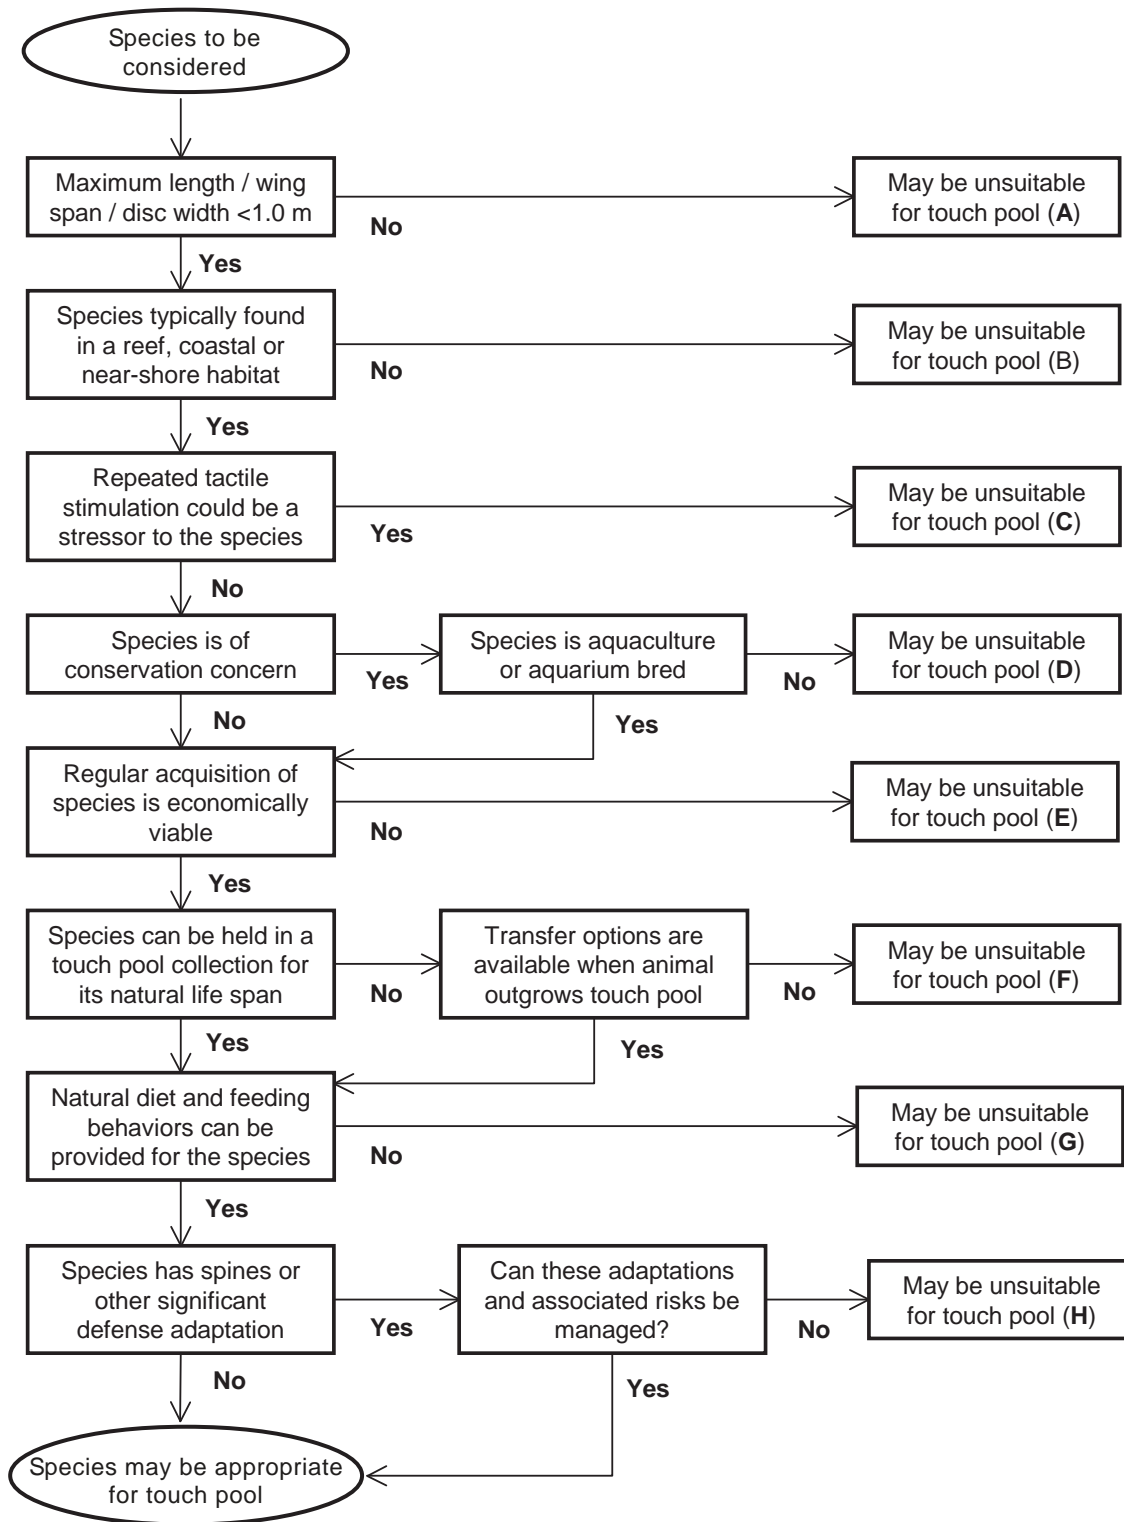 Species to be
considered
Maximum length / wing
span / disc width <1.0 m
No
May be unsuitable
for touch pool (A)
Yes
Species typically found
in a reef, coastal or
near-shore habitat
No
May be unsuitable
for touch pool (B)
Yes
Repeated tactile
stimulation could be a
stressor to the species
Yes
May be unsuitable
for touch pool (C)
No
Species is of
conservation concern
Yes
Species is aquaculture
or aquarium bred
No
May be unsuitable
for touch pool (D)
No
Yes
Regular acquisition of
species is economically
viable
No
May be unsuitable
for touch pool (E)
Yes
Species can be held in a
touch pool collection for
its natural life span
No
Transfer options are
available when animal
outgrows touch pool
No
May be unsuitable
for touch pool (F)
Yes
Yes
Natural diet and feeding
behaviors can be
provided for the species
No
May be unsuitable
for touch pool (G)
Yes
Species has spines or
other significant
defense adaptation
Yes
Can these adaptations
and associated risks be
managed?
No
May be unsuitable
for touch pool (H)
No
Yes
Species may be appropriate
for touch pool